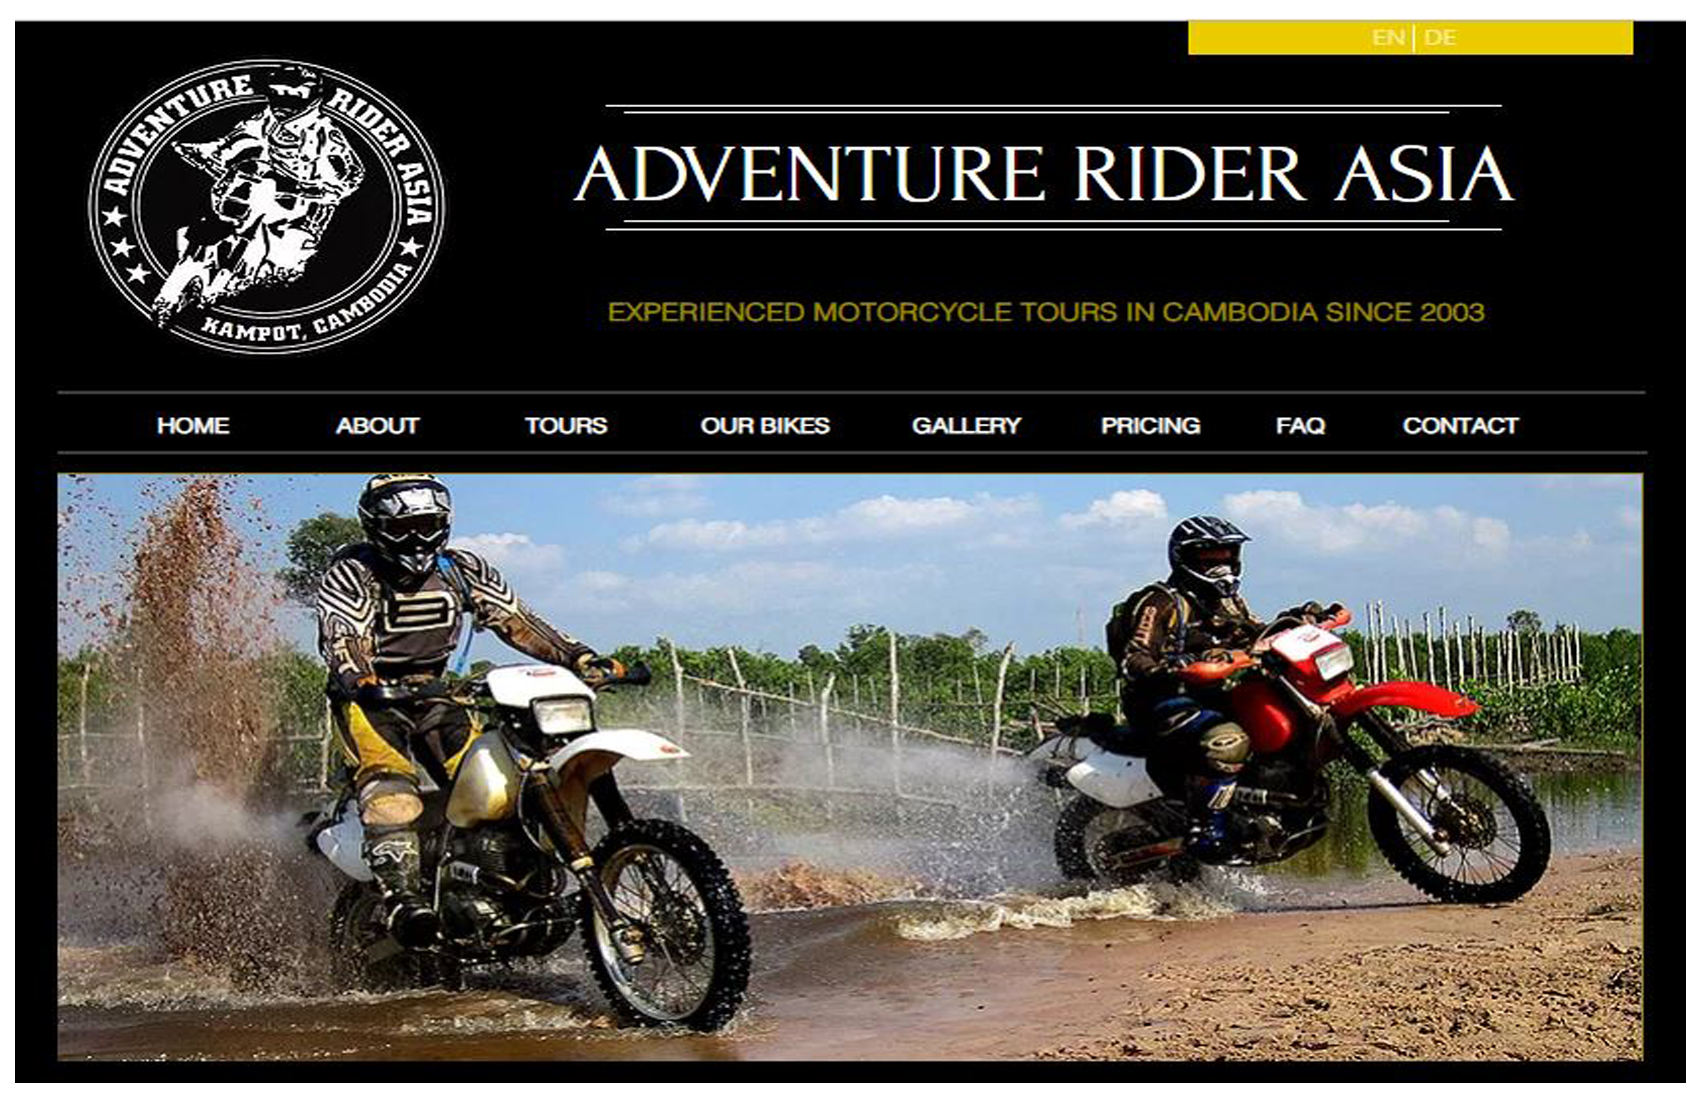 EN | DE
ADVENTURE RIDER ASIA
KAMPOT, CAMBODIA
ADVENTURE RIDER ASIA
EXPERIENCED MOTORCYCLE TOURS IN CAMBODIA SINCE 2003
HOME ABOUT TOURS OUR BIKES GALLERY PRICING FAQ CONTACT